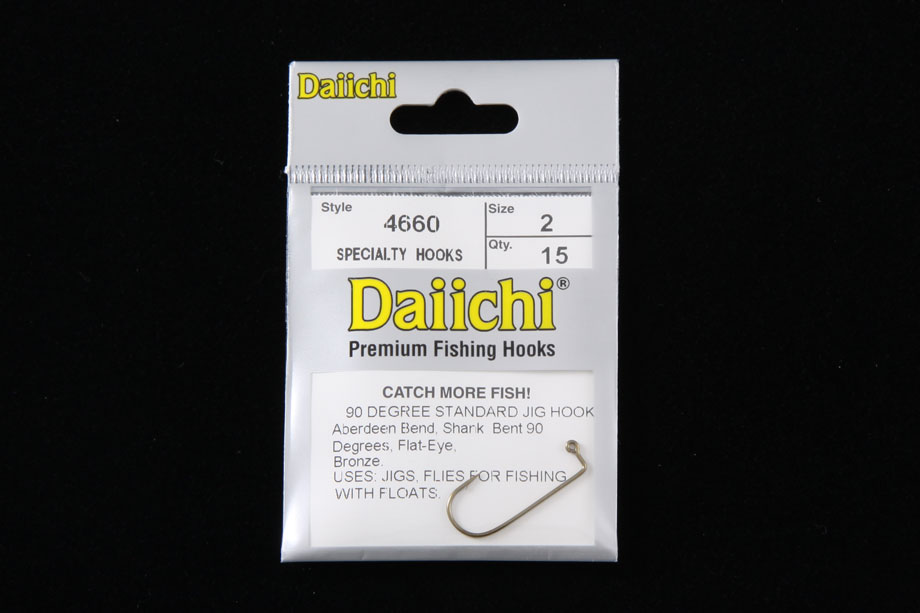 Daiichi
Style
4660
SPECIALTY HOOKS
Size
2
Qty.
15
Daiichi®
Premium Fishing Hooks
CATCH MORE FISH!
90 DEGREE STANDARD JIG HOOK
Aberdeen Bend, Shank Bent 90
Degrees, Flat-Eye,
Bronze.
USES: JIGS, FLIES FOR FISHING
WITH FLOATS.